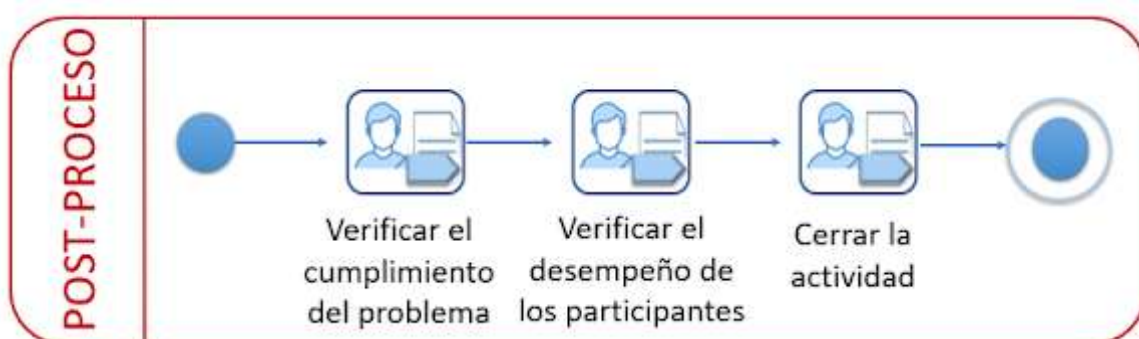 POST-PROCESO
Verificar el
cumplimiento
del problema
Verificar el
desempeño de
los participantes
Cerrar la
actividad